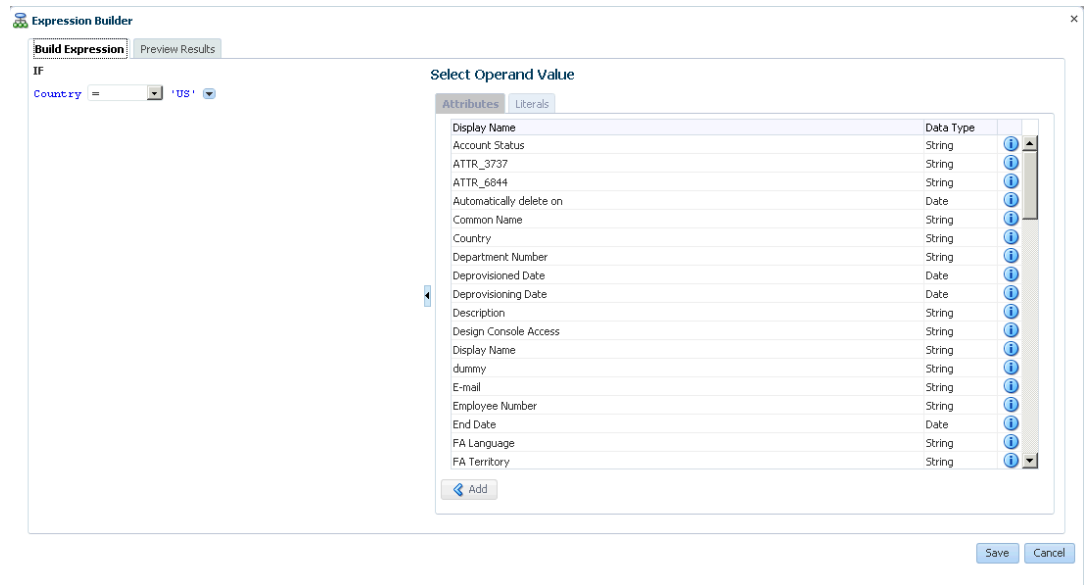 Expression Builder
Build Expression Preview Results
IF
Country = 'US'
Select Operand Value
Attributes Literals
Display Name Data Type
Account Status String
ATTR_3737 String
ATTR_6844 String
Automatically delete on Date
Common Name String
Country String
Department Number String
Deprovisioned Date Date
Deprovisioning Date Date
Description String
Design Console Access String
Display Name String
dummy String
E-mail String
Employee Number String
End Date Date
FA Language String
FA Territory String
Add
Save Cancel